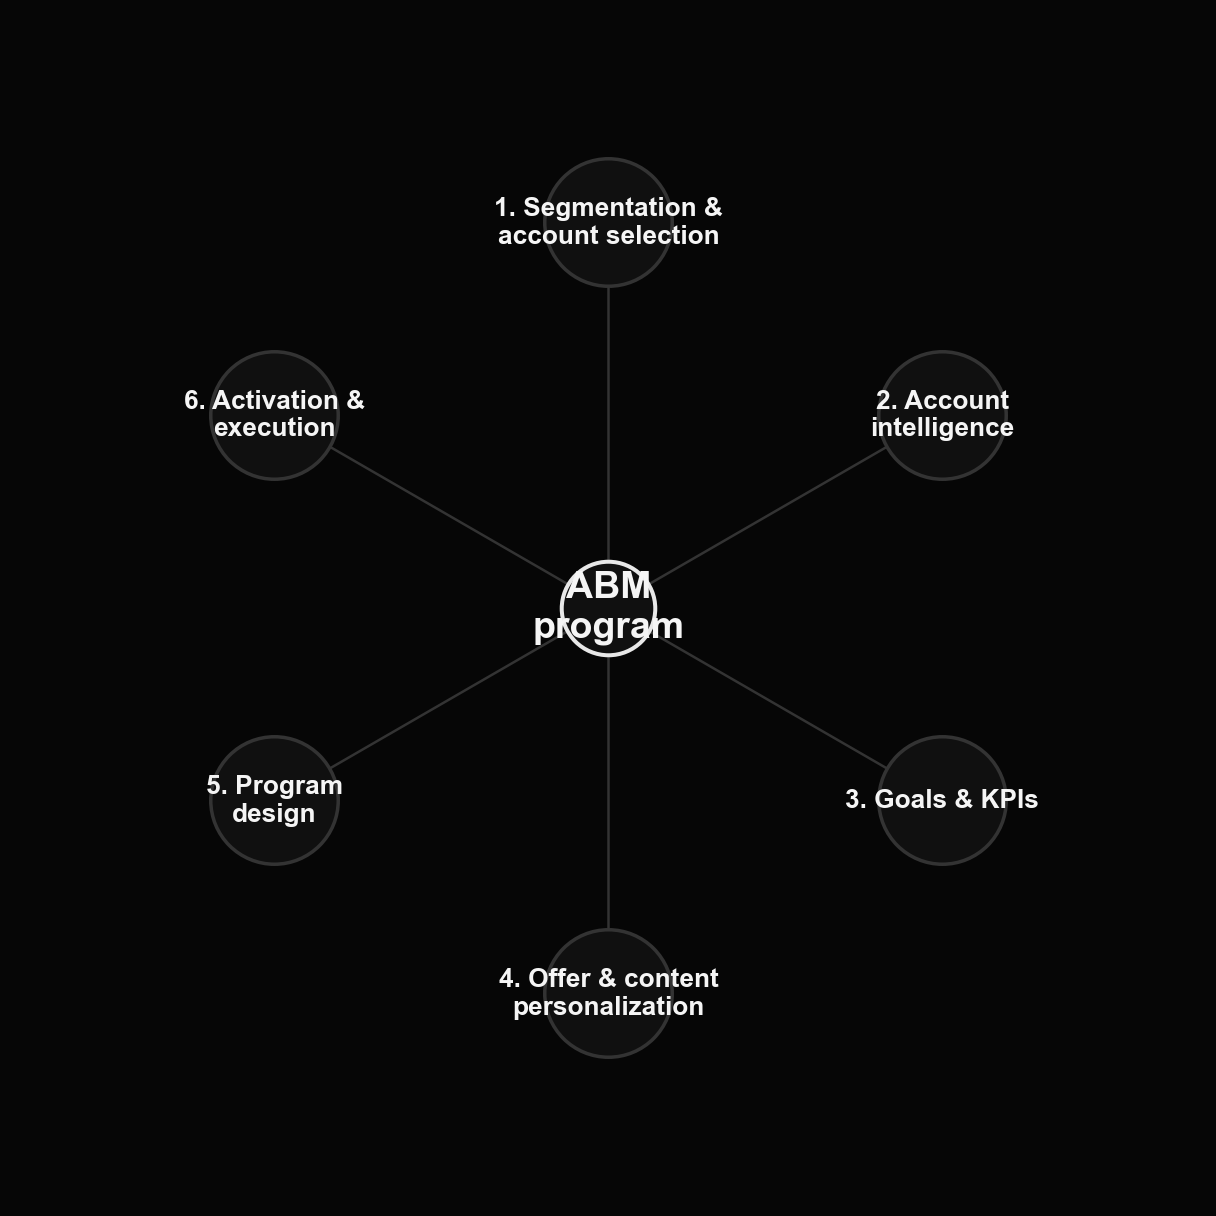 1. Segmentation &
account selection
2. Account
intelligence
3. Goals & KPIs
4. Offer & content
personalization
5. Program
design
6. Activation &
execution
ABM
program